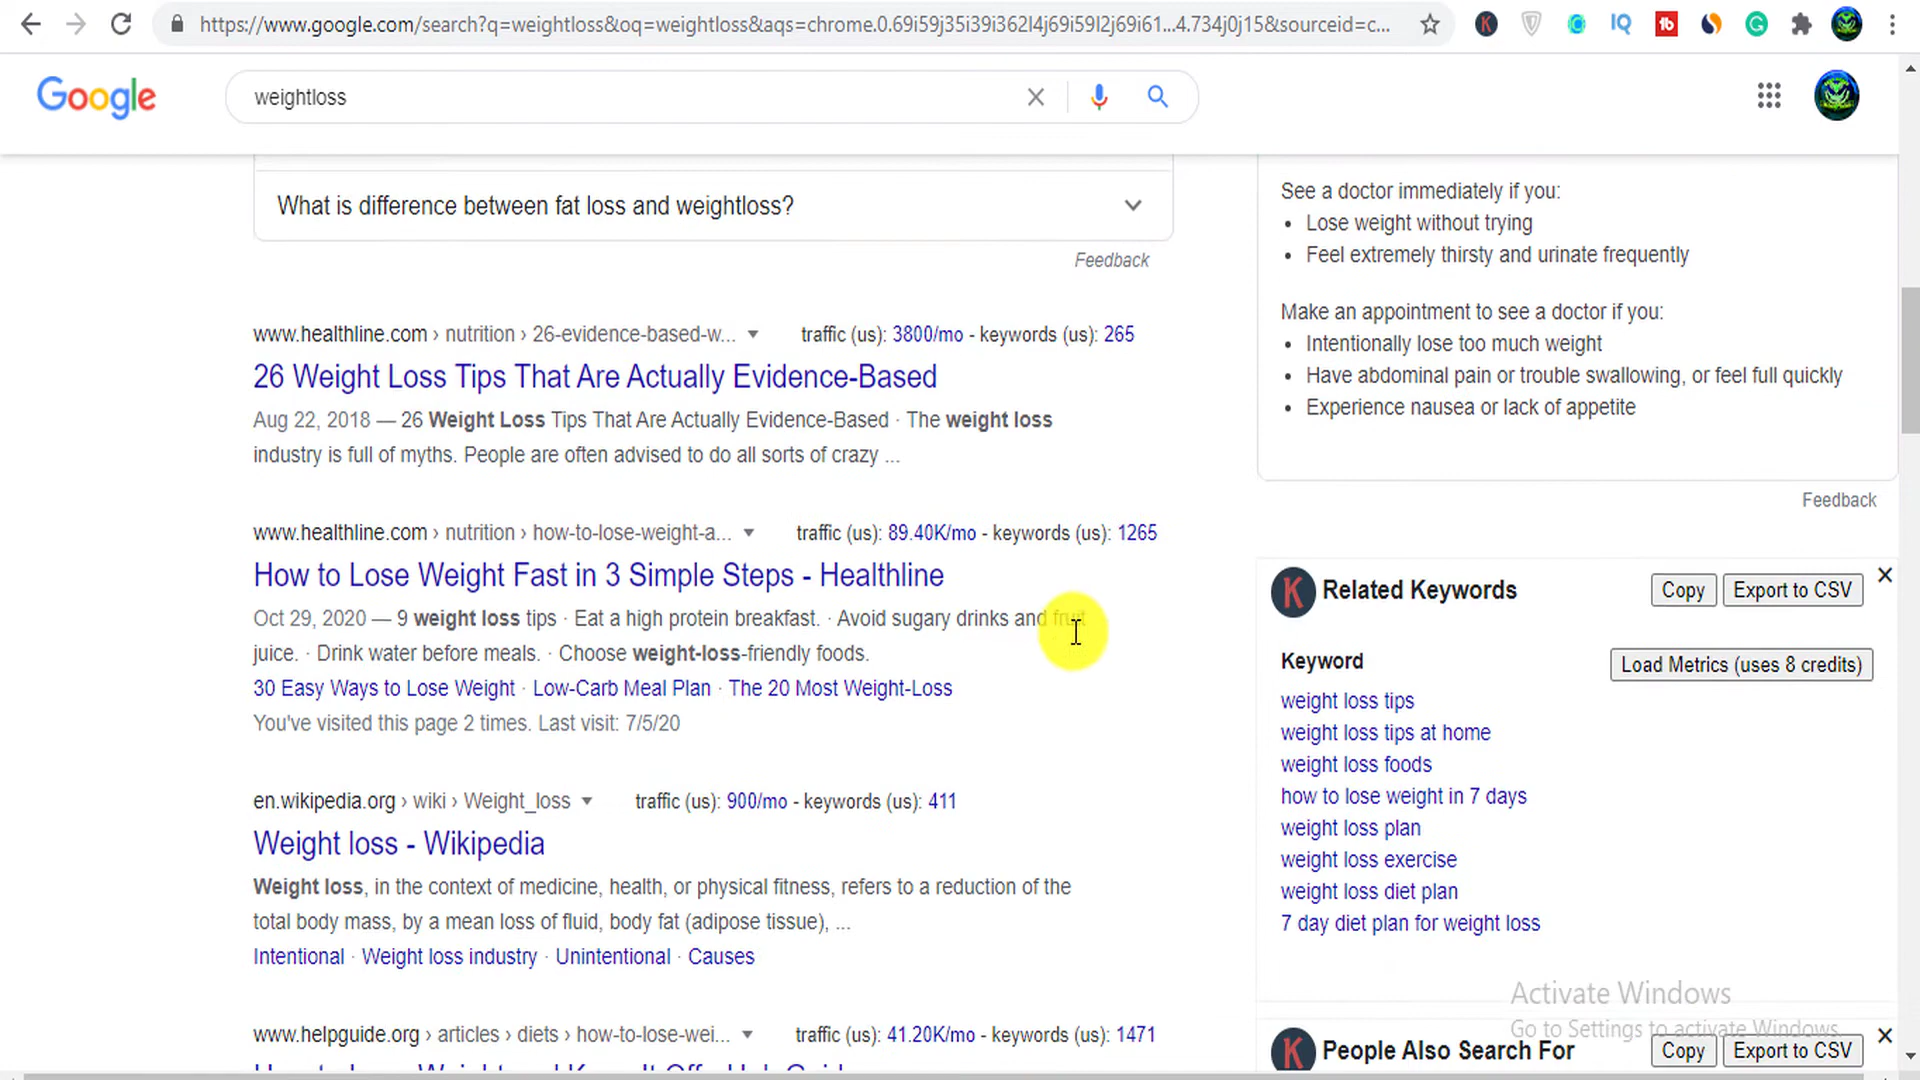 https://www.google.com/search?q=weightloss&oq=weightloss&aqs=chrome.0.69i59j35i39i362l4j69i59l2j69i61...4.734j0j15&sourceid=c...
K
IQ
tb
G
Google
weightloss
What is difference between fat loss and weightloss?
Feedback
www.healthline.com › nutrition › 26-evidence-based-w... traffic (us): 3800/mo - keywords (us): 265
26 Weight Loss Tips That Are Actually Evidence-Based
Aug 22, 2018 — 26 Weight Loss Tips That Are Actually Evidence-Based · The weight loss
industry is full of myths. People are often advised to do all sorts of crazy ...
www.healthline.com › nutrition › how-to-lose-weight-a... traffic (us): 89.40K/mo - keywords (us): 1265
How to Lose Weight Fast in 3 Simple Steps - Healthline
Oct 29, 2020 — 9 weight loss tips · Eat a high protein breakfast. · Avoid sugary drinks and fruit
juice. · Drink water before meals. · Choose weight-loss-friendly foods.
30 Easy Ways to Lose Weight · Low-Carb Meal Plan · The 20 Most Weight-Loss
You've visited this page 2 times. Last visit: 7/5/20
en.wikipedia.org › wiki › Weight_loss traffic (us): 900/mo - keywords (us): 411
Weight loss - Wikipedia
Weight loss, in the context of medicine, health, or physical fitness, refers to a reduction of the
total body mass, by a mean loss of fluid, body fat (adipose tissue), ...
Intentional · Weight loss industry · Unintentional · Causes
www.helpguide.org › articles › diets › how-to-lose-wei... traffic (us): 41.20K/mo - keywords (us): 1471
See a doctor immediately if you:
• Lose weight without trying
• Feel extremely thirsty and urinate frequently
Make an appointment to see a doctor if you:
• Intentionally lose too much weight
• Have abdominal pain or trouble swallowing, or feel full quickly
• Experience nausea or lack of appetite
Feedback
K Related Keywords Copy Export to CSV
Keyword Load Metrics (uses 8 credits)
weight loss tips
weight loss tips at home
weight loss foods
how to lose weight in 7 days
weight loss plan
weight loss exercise
weight loss diet plan
7 day diet plan for weight loss
Activate Windows
Go to Settings to activate Windows.
K People Also Search For Copy Export to CSV